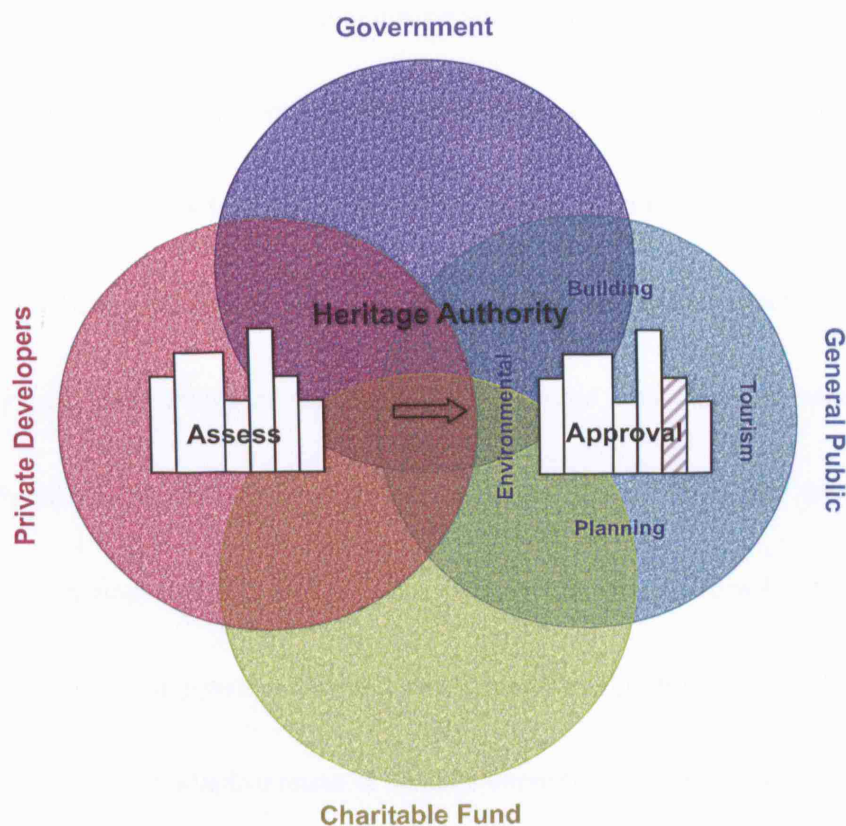 Government
Building
Heritage Authority
Private Developers
Assess
Environmental
Approval
Tourism
General Public
Planning
Charitable Fund